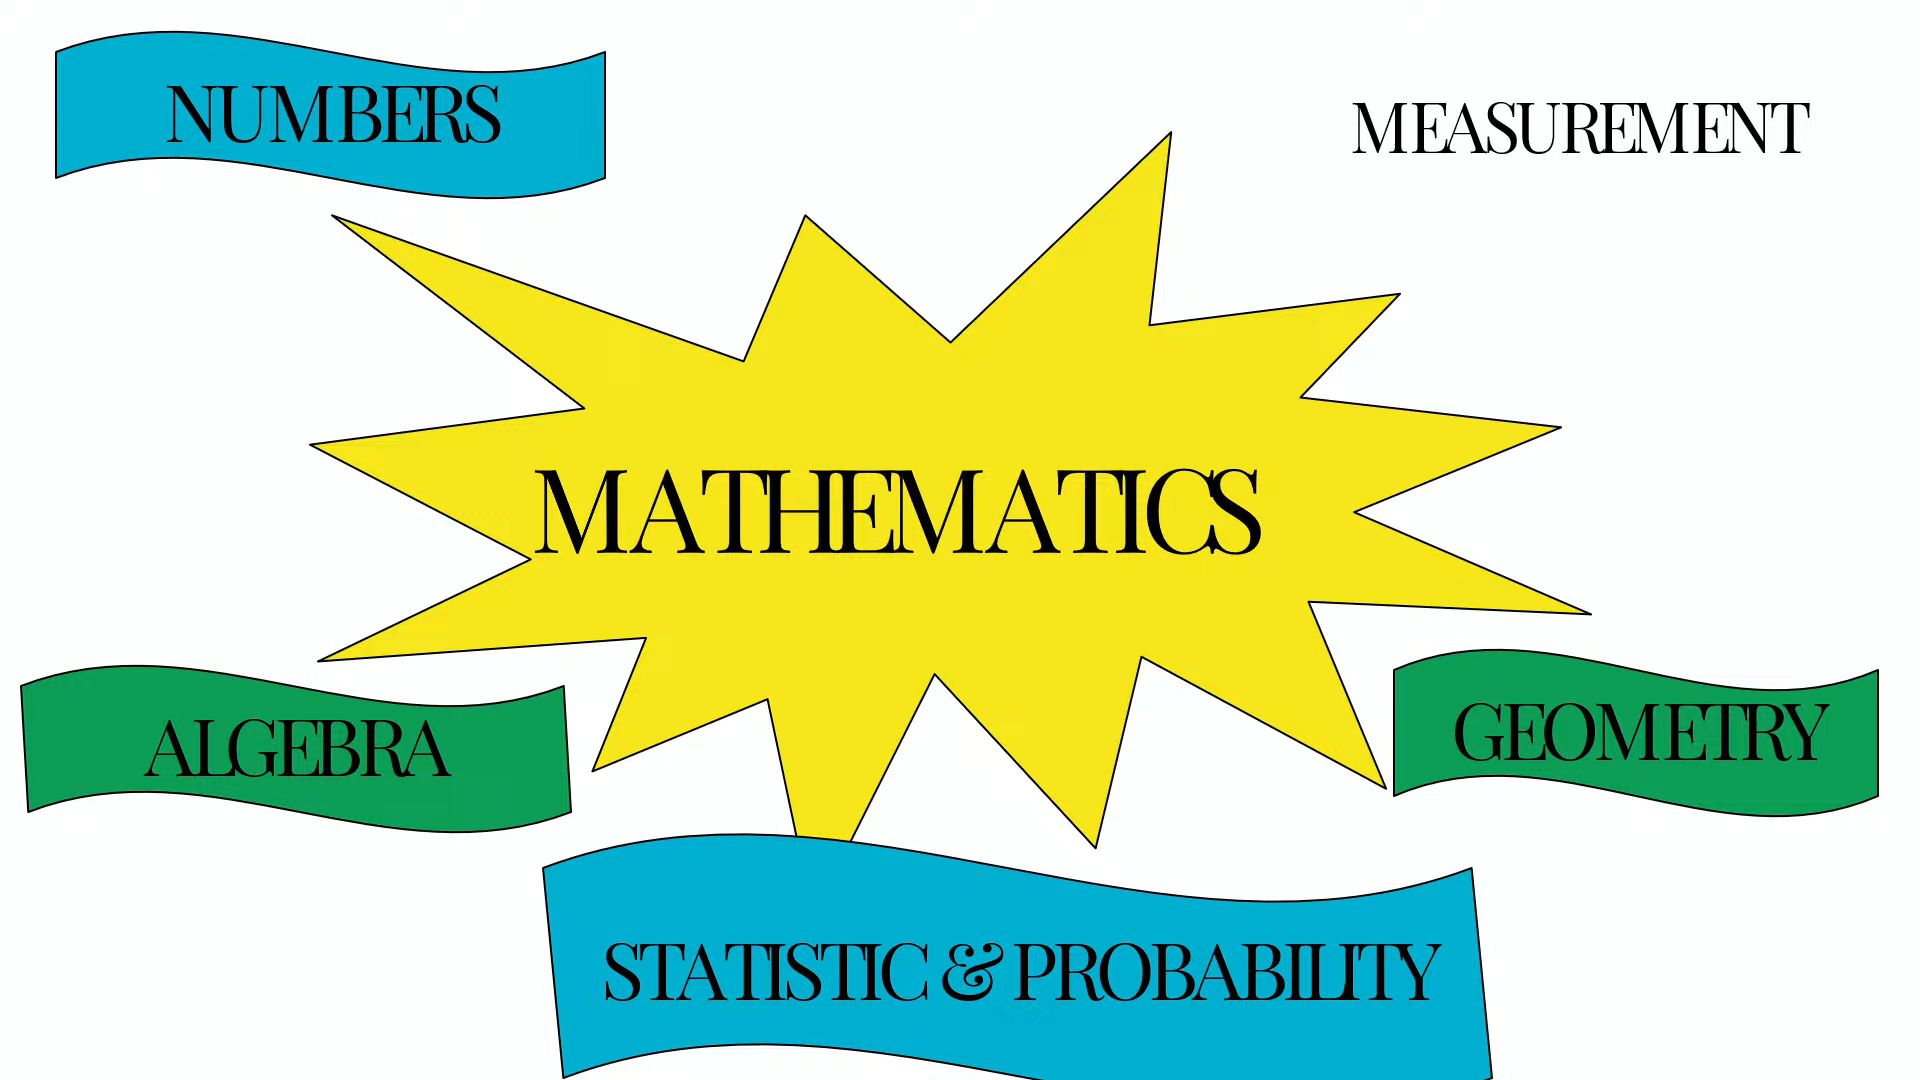 NUMBERS
MEASUREMENT
MATHEMATICS
ALGEBRA
GEOMETRY
STATISTIC & PROBABILITY